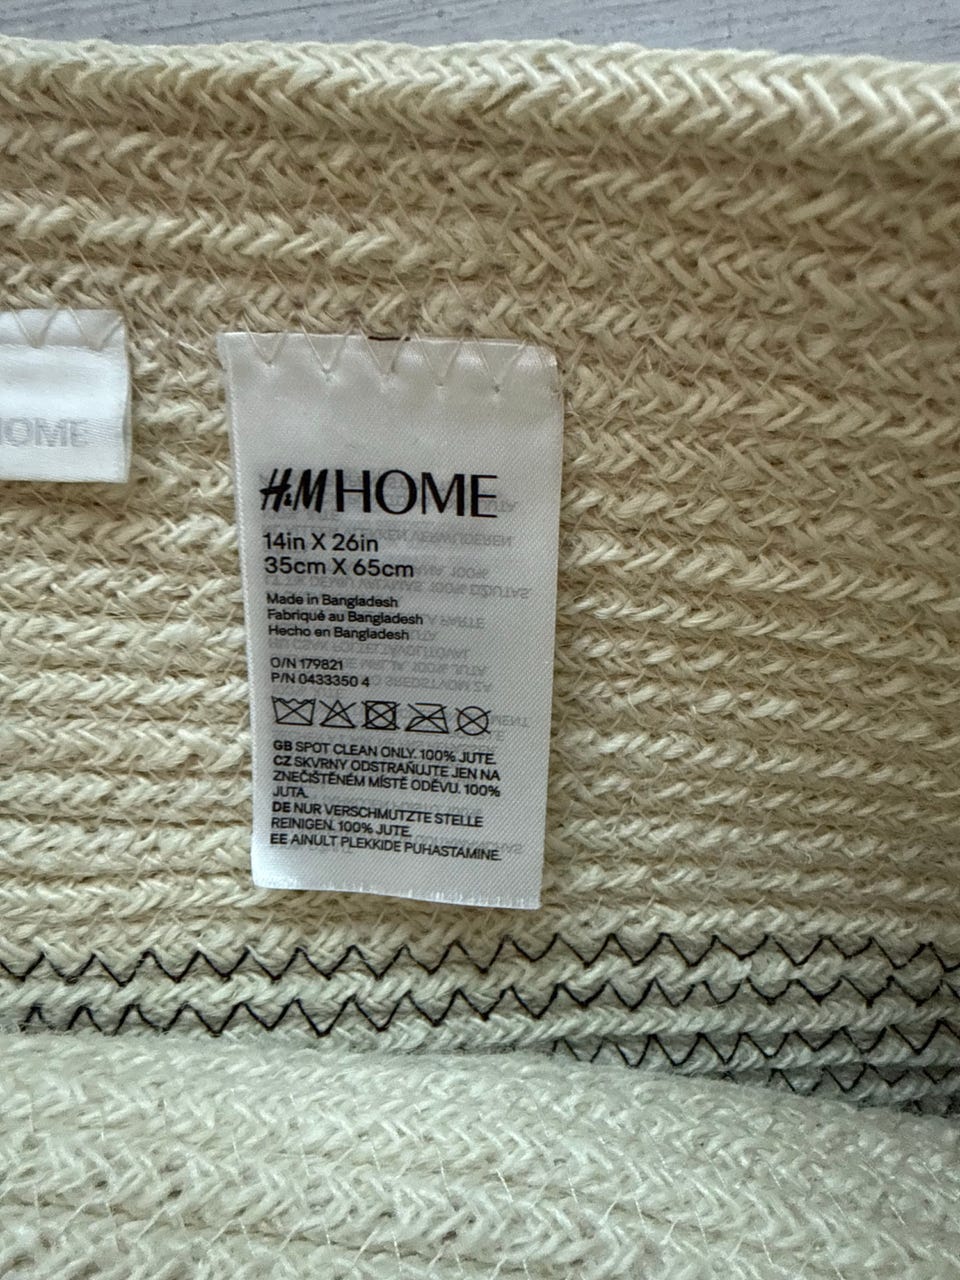 HOME
H&M HOME
14in X 26in
35cm X 65cm
Made in Bangladesh
Fabriqué au Bangladesh
Hecho en Bangladesh
O/N 179821
P/N 0433350 4
GB SPOT CLEAN ONLY. 100% JUTE.
CZ SKVRNY ODSTRAŇUJTE JEN NA
ZNEČIŠTĚNÉM MÍSTĚ ODĚVU. 100%
JUTA.
DE NUR VERSCHMUTZTE STELLE
REINIGEN. 100% JUTE.
EE AINULT PLEKKIDE PUHASTAMINE.